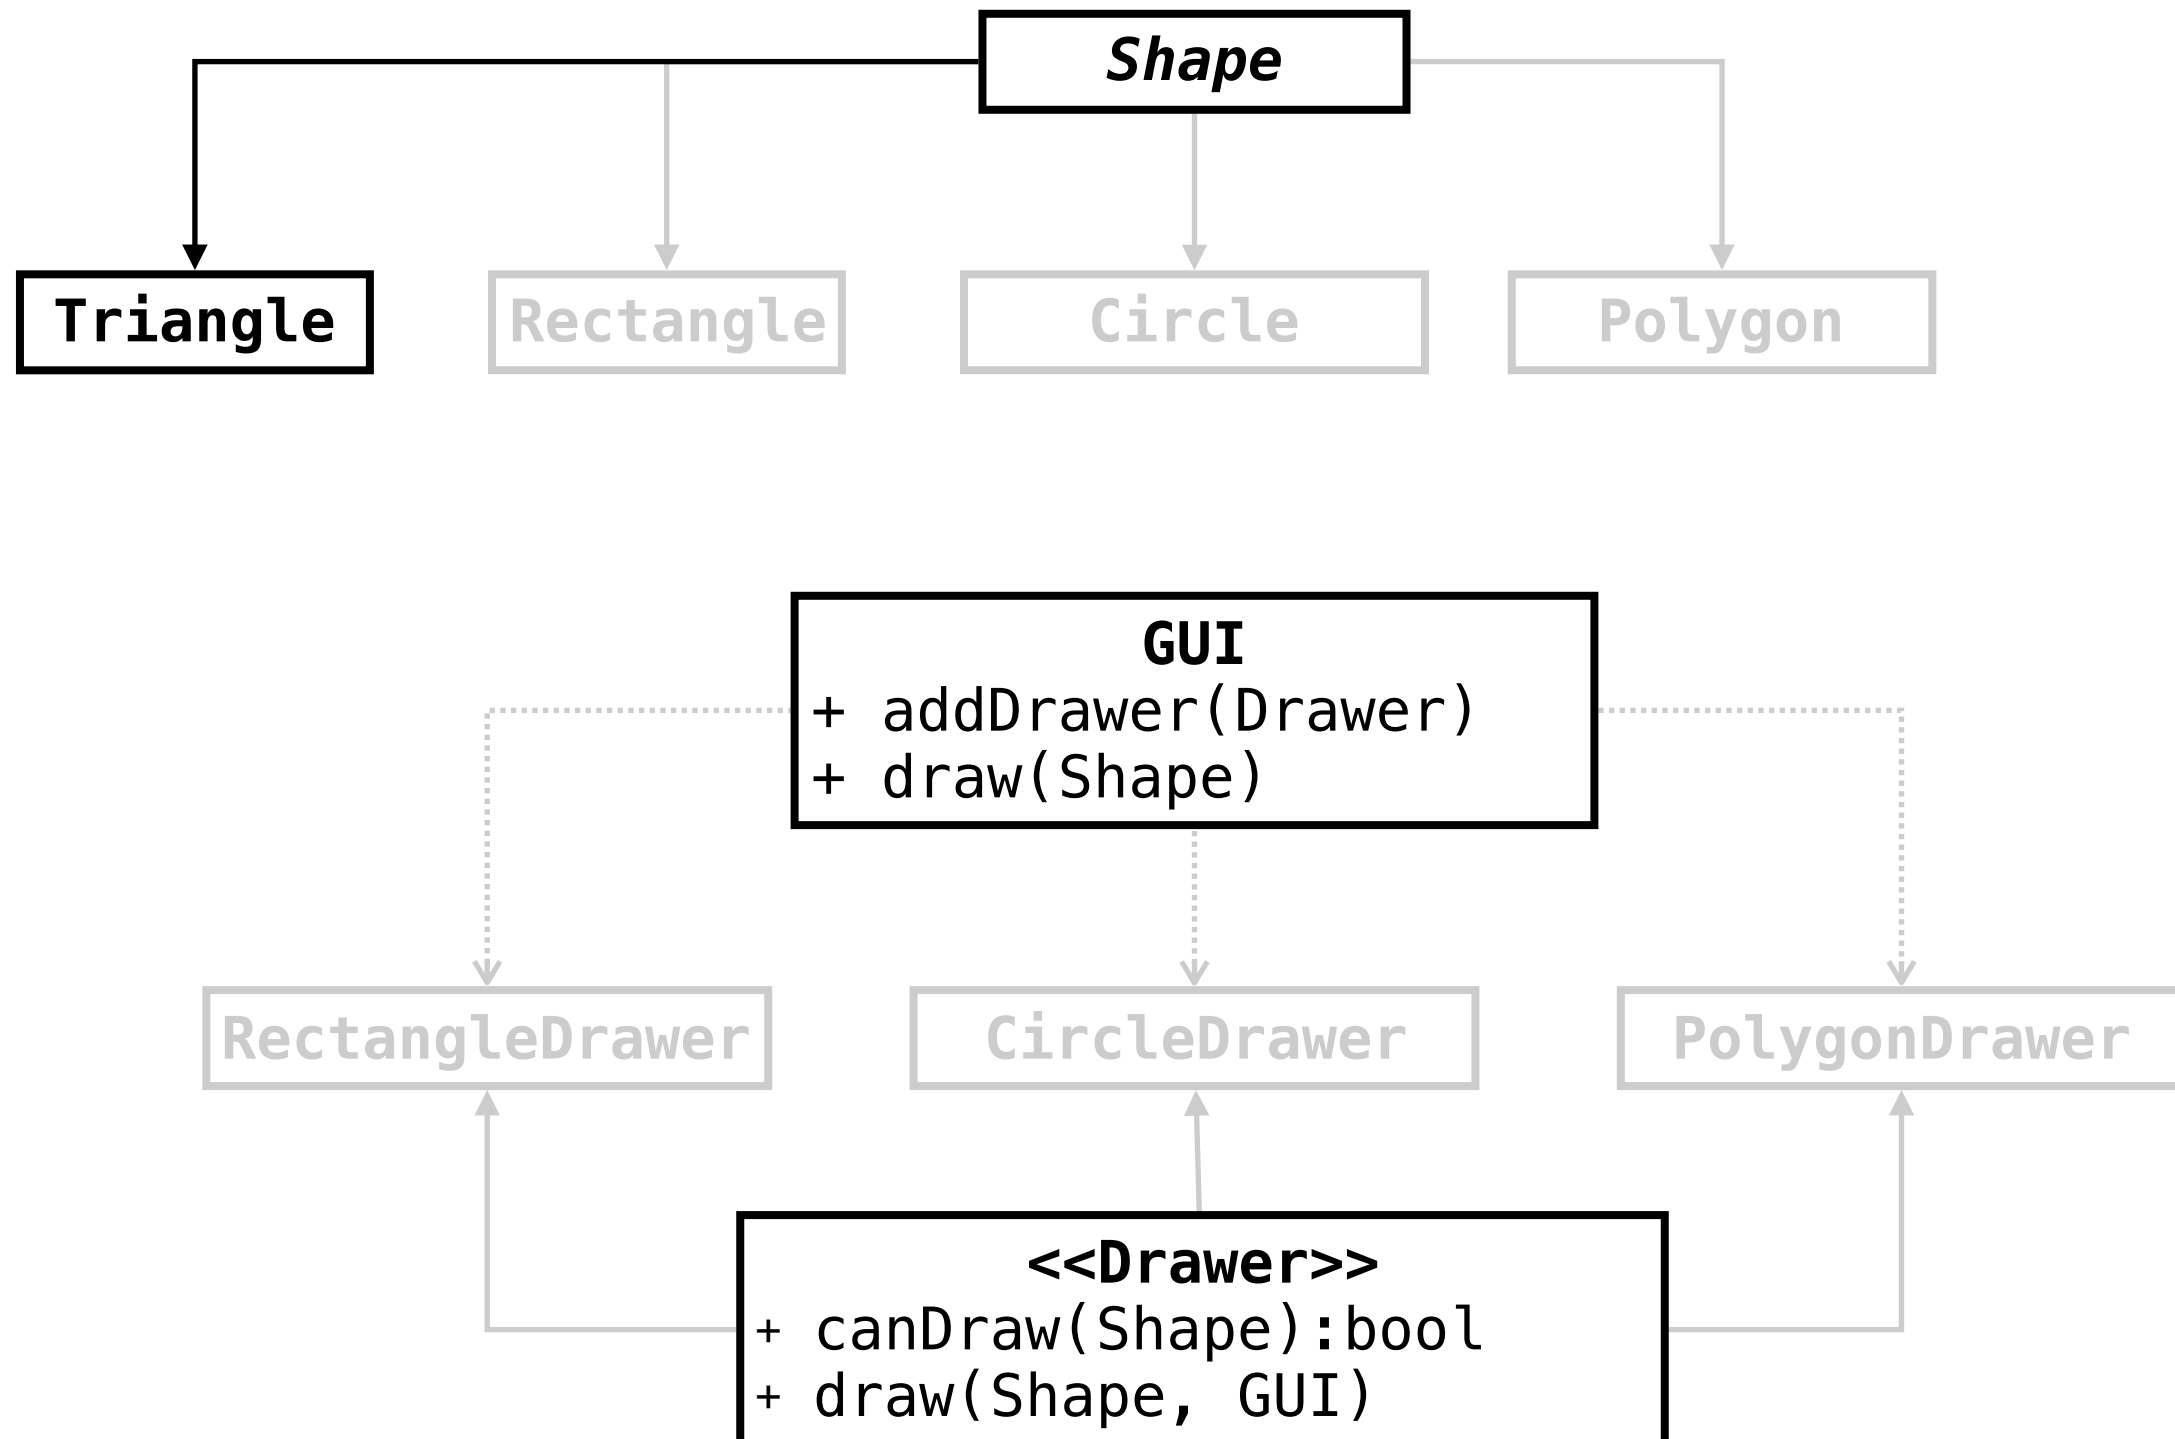 Shape
Triangle
Rectangle
Circle
Polygon
GUI
+ addDrawer(Drawer)
+ draw(Shape)
RectangleDrawer
CircleDrawer
PolygonDrawer
<<Drawer>>
+ canDraw(Shape):bool
+ draw(Shape, GUI)